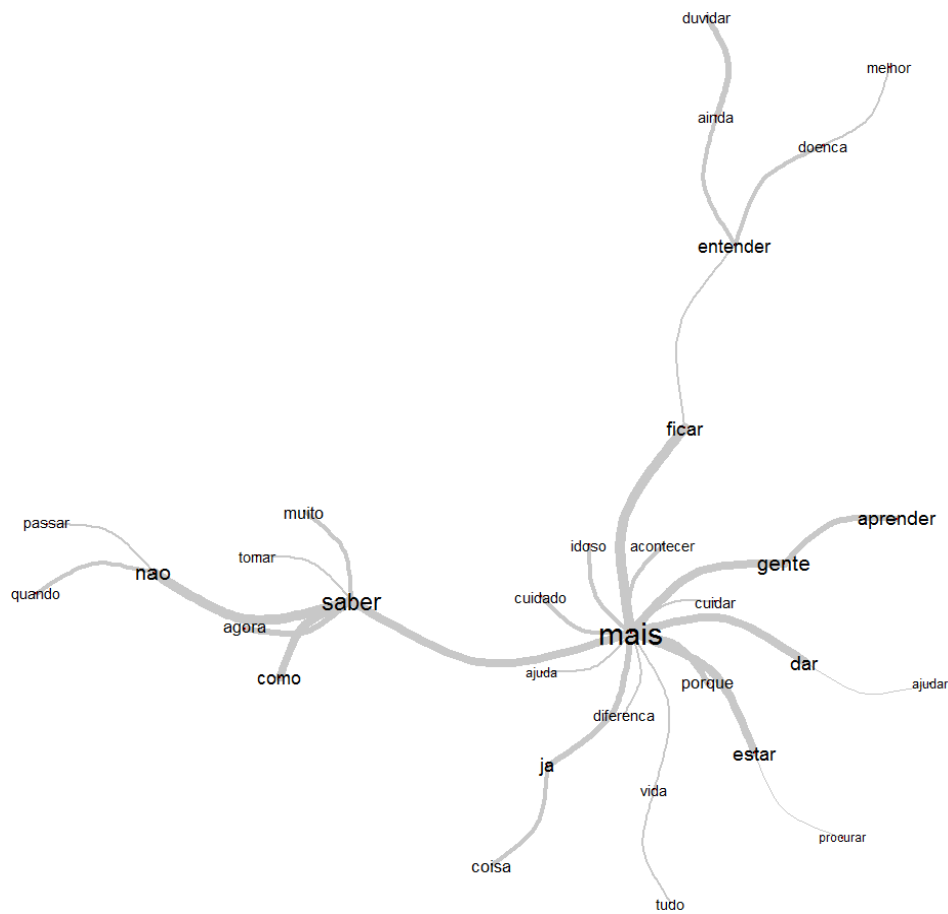 duvidar
melhor
ainda
doenca
entender
ficar
aprender
muito
passar
idoso
acontecer
tomar
gente
nao
quando
cuidado
saber
cuidar
agora
mais
dar
ajuda
como
porque
ajudar
diferenca
estar
ja
vida
procurar
coisa
tudo